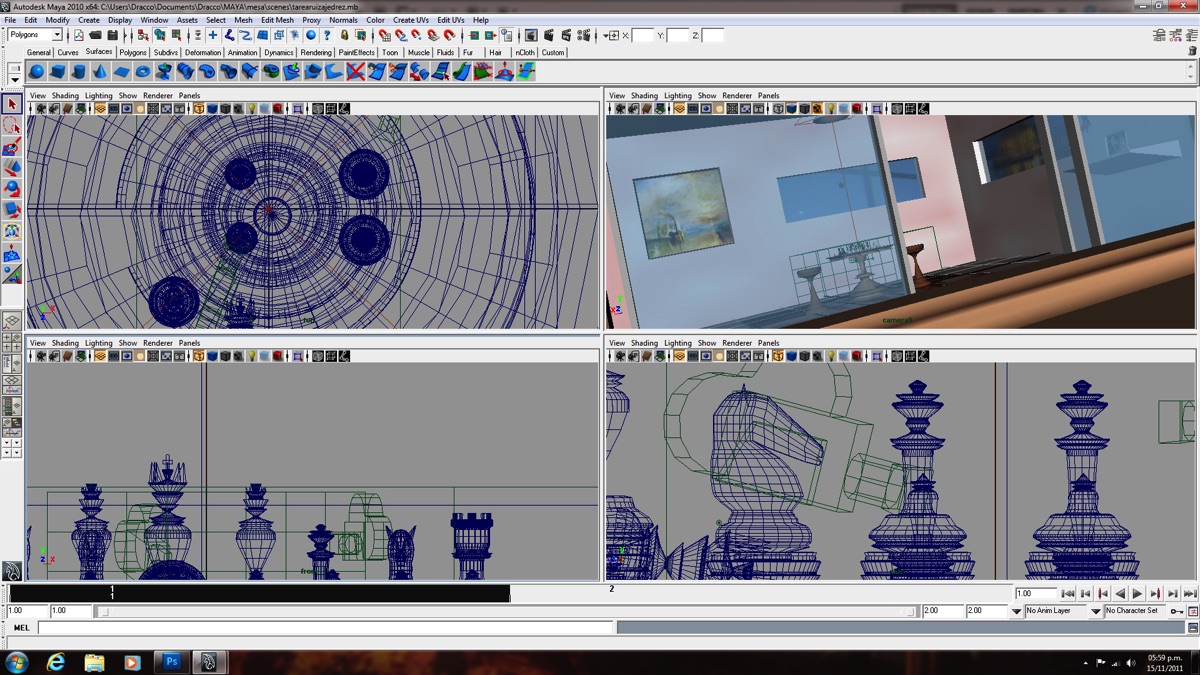 Autodesk Maya 2010 x64: C:\Users\Dracco\Documents\Dracco\MAYA\mesa\scenes\tarearuizajedrez.mb
File Edit Modify Create Display Window Assets Select Mesh Edit Mesh Proxy Normals Color Create UVs Edit UVs Help
Polygons X: Y: Z:
General Curves Surfaces Polygons Subdivs Deformation Animation Dynamics Rendering PaintEffects Toon Muscle Fluids Fur Hair nCloth Custom
View Shading Lighting Show Renderer Panels
View Shading Lighting Show Renderer Panels
top
camera1
View Shading Lighting Show Renderer Panels
View Shading Lighting Show Renderer Panels
1 2 1.00
1
1.00 1.00 2.00 2.00 No Anim Layer No Character Set
MEL
Ps
05:59 p.m.
15/11/2011